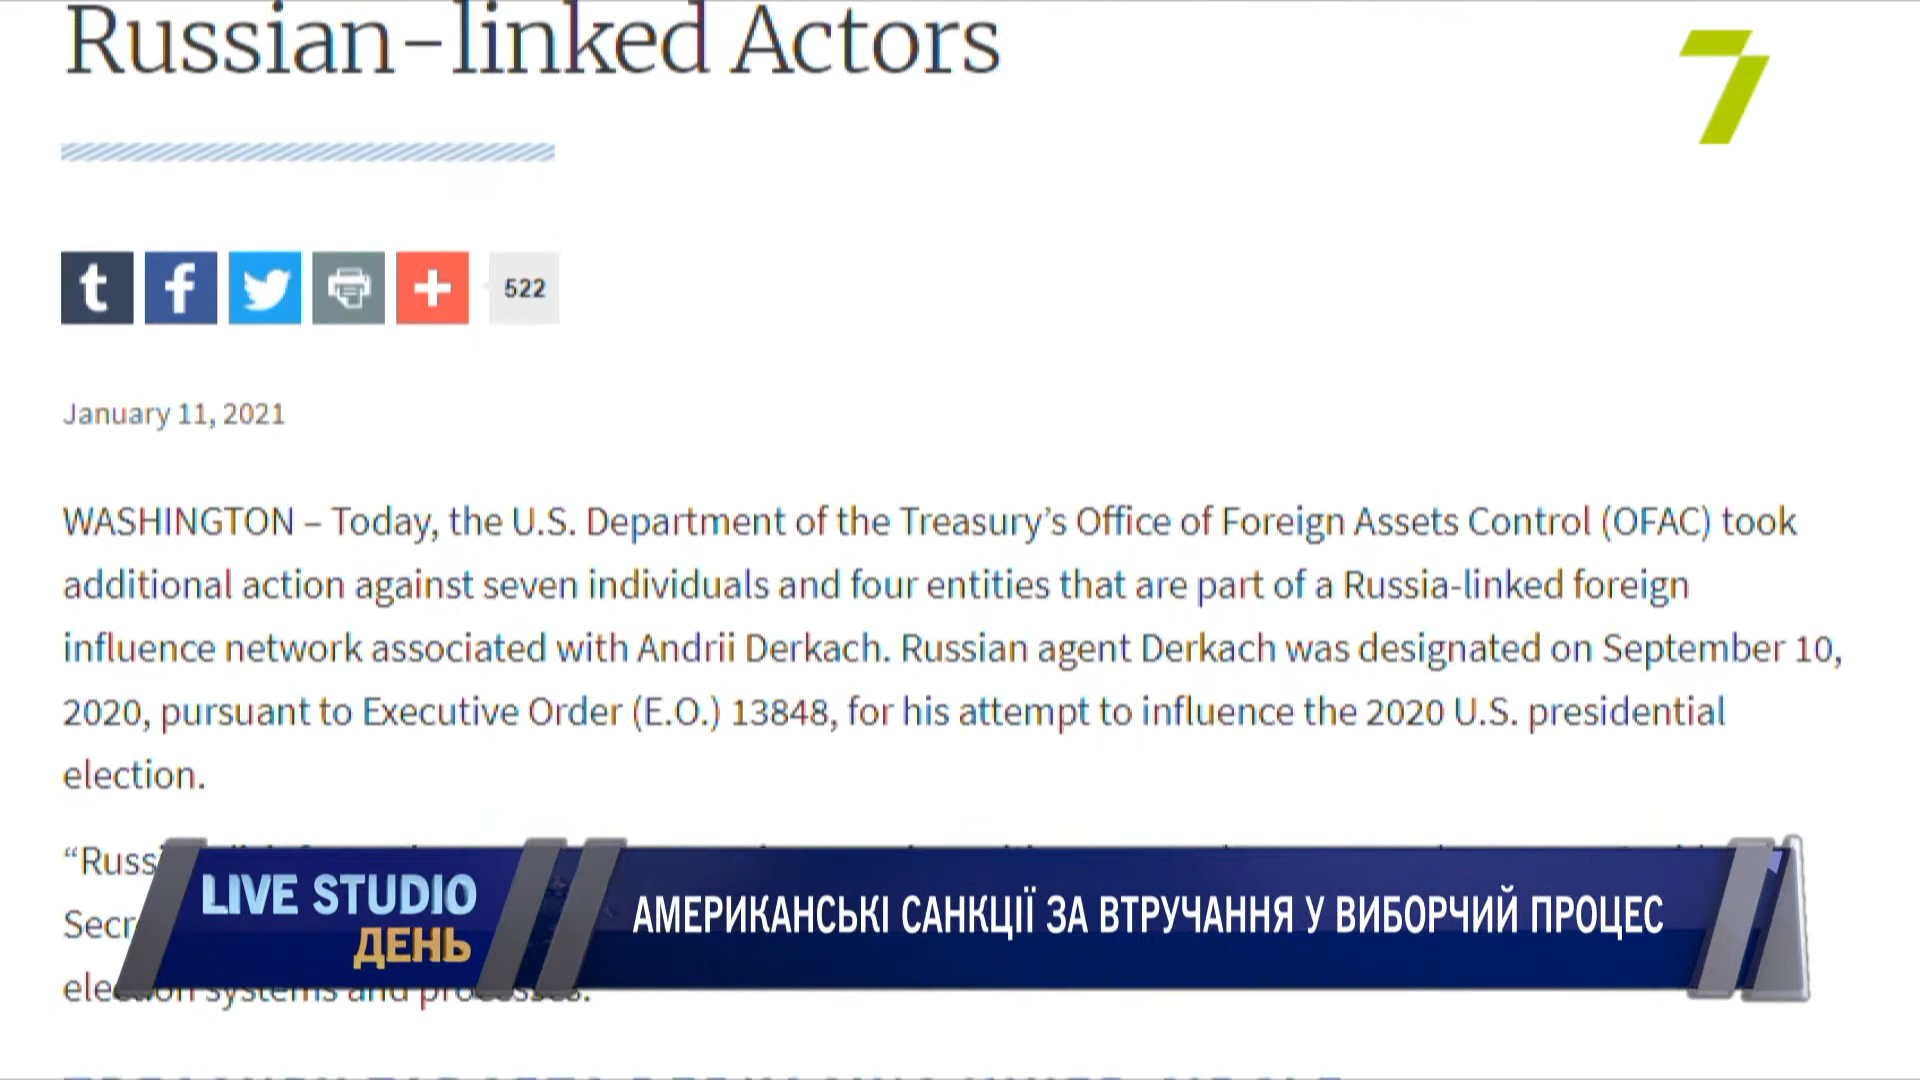 Russian-linked Actors
7
522
January 11, 2021
WASHINGTON – Today, the U.S. Department of the Treasury’s Office of Foreign Assets Control (OFAC) took
additional action against seven individuals and four entities that are part of a Russia-linked foreign
influence network associated with Andrii Derkach. Russian agent Derkach was designated on September 10,
2020, pursuant to Executive Order (E.O.) 13848, for his attempt to influence the 2020 U.S. presidential
election.
LIVE STUDIO
ДЕНЬ
АМЕРИКАНСЬКІ САНКЦІЇ ЗА ВТРУЧАННЯ У ВИБОРЧИЙ ПРОЦЕС
systems and